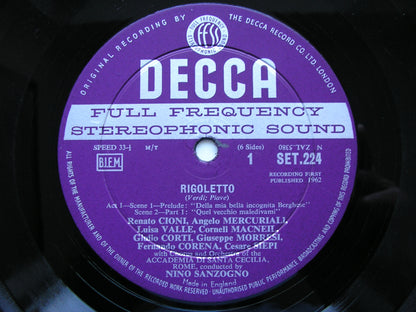 ORIGINAL RECORDING BY THE DECCA RECORD CO LTD. LONDON
FULL FREQUENCY
FFSS
DECCA
FULL FREQUENCY
STEREOPHONIC SOUND
SPEED 33⅓ M/T (6 Sides) ZAL.5380 N
B.I.E.M. 1 SET.224
RECORDING FIRST
PUBLISHED 1962
RIGOLETTO
(Verdi; Piave)
Act 1—Scene 1—Prelude: "Della mia bella incognita Borghese"
Scene 2—Part 1: "Quel vecchio maledivami"
Renato CIONI, Angelo MERCURIALI,
Luisa VALLE, Cornell MACNEIL,
Giulio CORTI, Giuseppe MORRESI,
Fernando CORENA, Cesare SIEPI
with Chorus and Orchestra of the
ACCADEMIA DI SANTA CECILIA,
ROME, conducted by
NINO SANZOGNO
Made in England
ALL RIGHTS OF THE MANUFACTURER AND OF THE OWNER OF THE RECORDED WORK RESERVED · UNAUTHORISED PUBLIC PERFORMANCE BROADCASTING AND COPYING OF THIS RECORD PROHIBITED